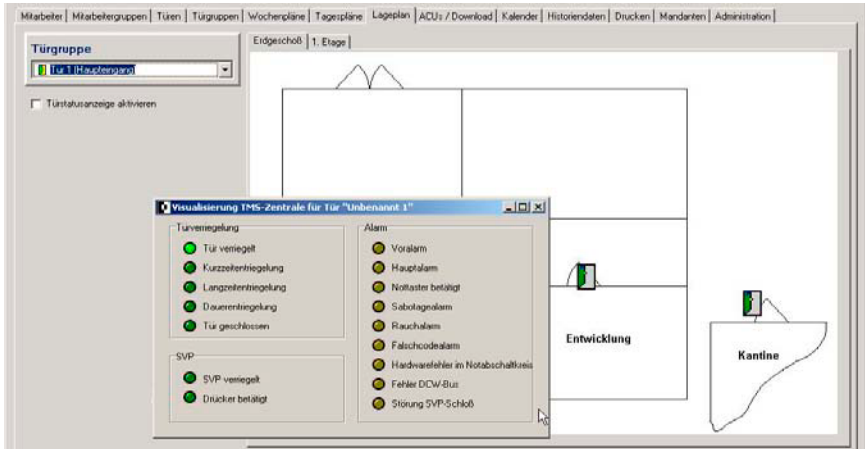 Mitarbeiter | Mitarbeitergruppen | Türen | Türgruppen | Wochenpläne | Tagespläne | Lageplan | ACUs / Download | Kalender | Historiendaten | Drucken | Mandanten | Administration
Türgruppe
Tür 1 (Haupteingang)
Türstatusanzeige aktivieren
Erdgeschoß | 1. Etage
Visualisierung TMS-Zentrale für Tür "Unbenannt 1"
Türverriegelung
Tür verriegelt
Kurzzeitentriegelung
Langzeitentriegelung
Dauerentriegelung
Tür geschlossen
SVP
SVP verriegelt
Drücker betätigt
Alarm
Voralarm
Hauptalarm
Nottaster betätigt
Sabotagealarm
Rauchalarm
Falschcodealarm
Hardwarefehler im Notabschaltkreis
Fehler DCW-Bus
Störung SVP-Schloß
Entwicklung
Kantine